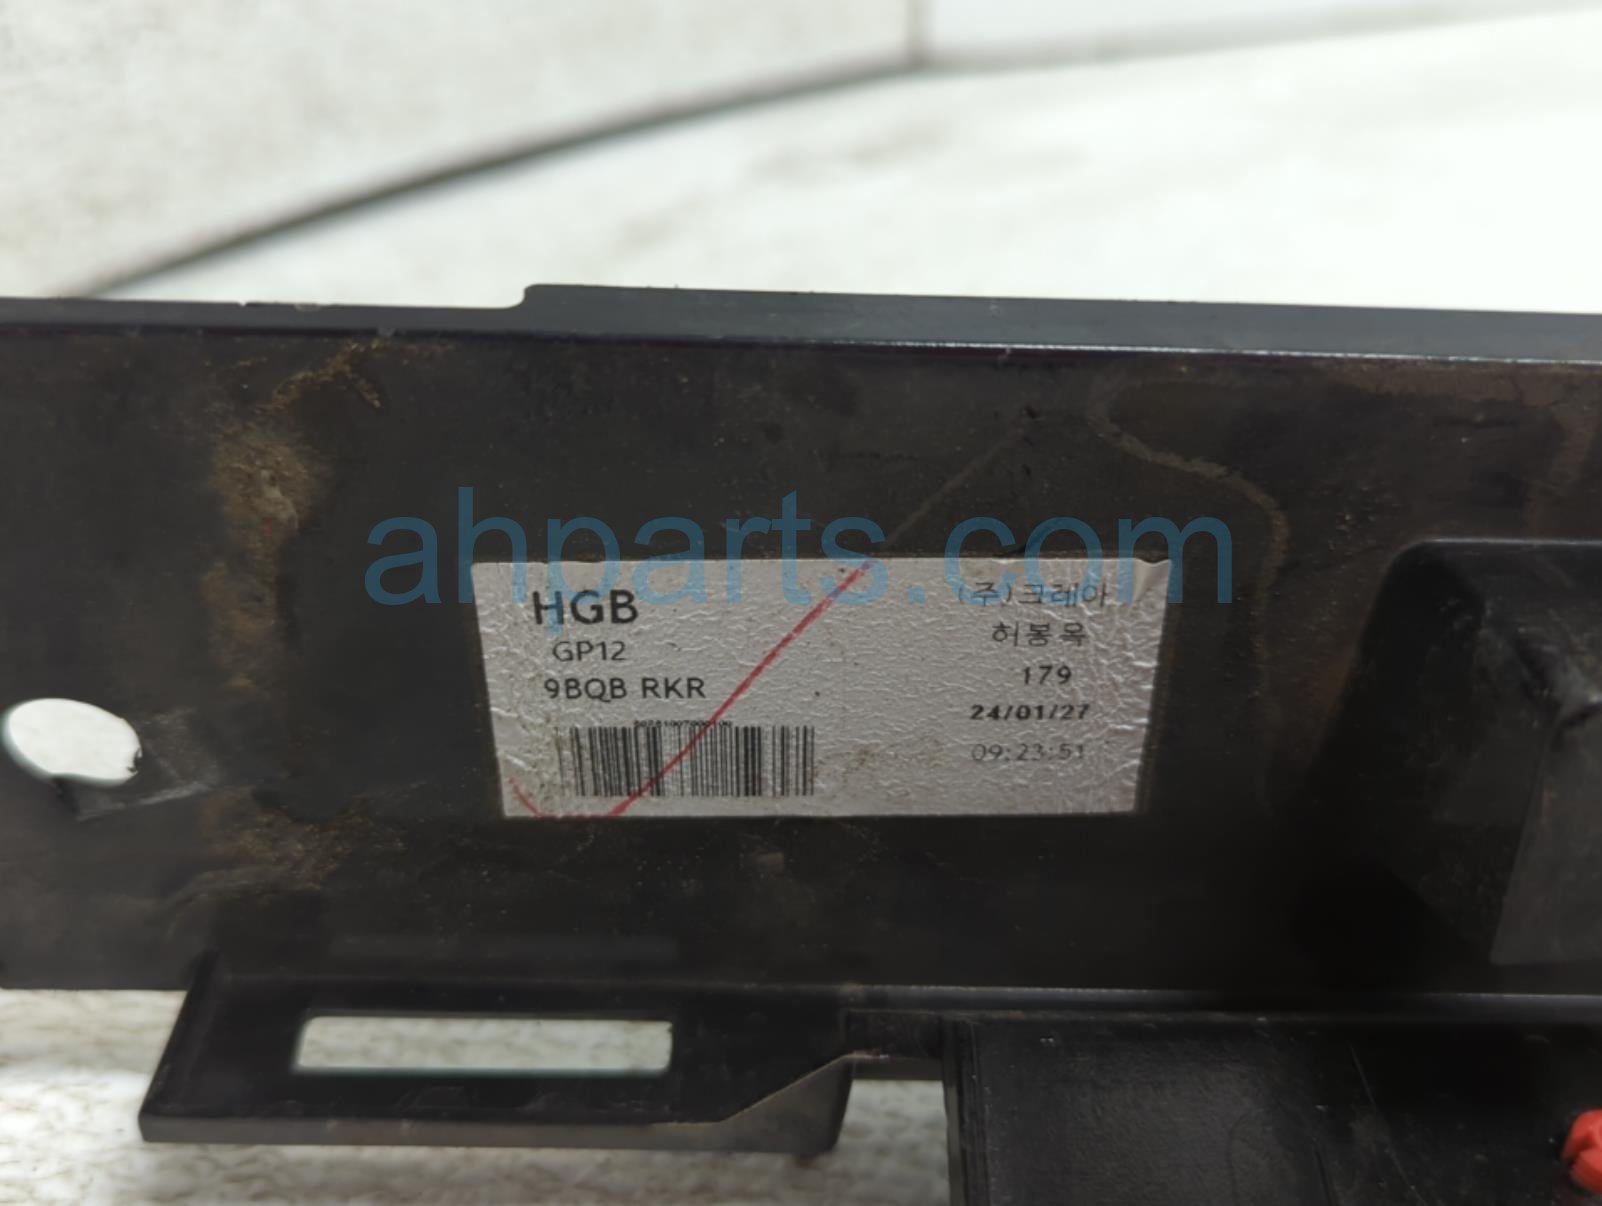 ahparts.com
HGB
GP12
9BQB RKR
(주)크레아
허봉옥
179
24/01/27
09:23:51